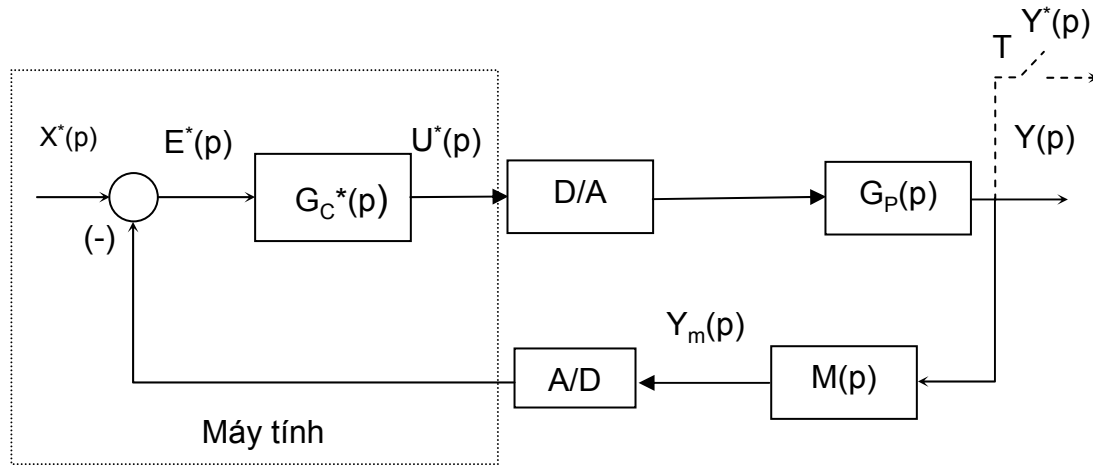 T Y*(p)
X*(p) E*(p) U*(p) Y(p)
G_C*(p) D/A G_P(p)
(-)
Y_m(p)
A/D M(p)
Máy tính